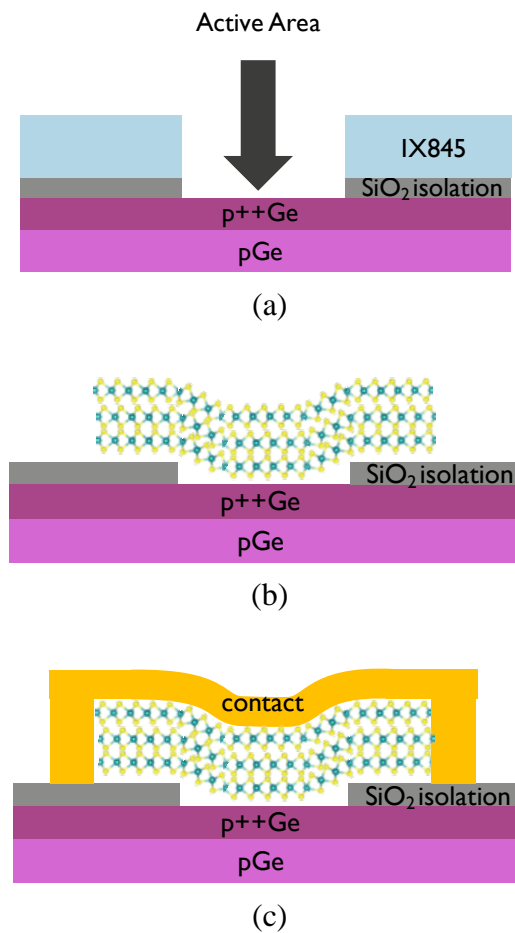 Active Area
IX845
SiO₂ isolation
p++Ge
pGe
(a)
SiO₂ isolation
p++Ge
pGe
(b)
contact
SiO₂ isolation
p++Ge
pGe
(c)